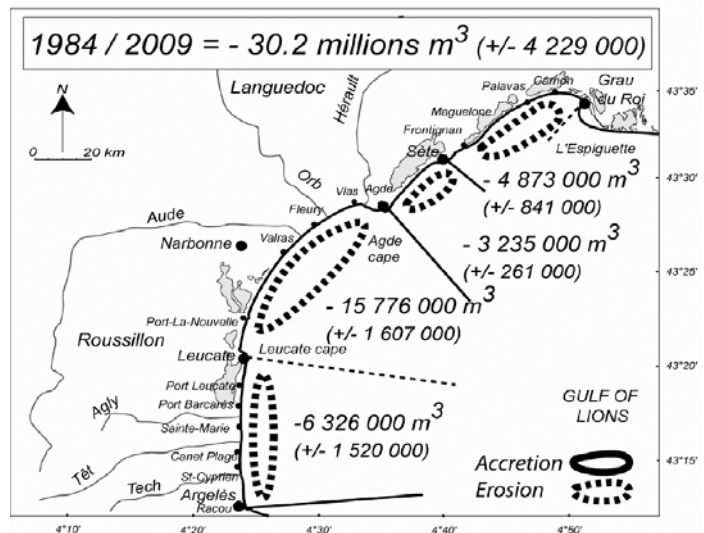 1984 / 2009 = - 30.2 millions m³ (+/- 4 229 000)
N
0 20 km
Languedoc
Hérault
Orb
Palavas
Carnon
Grau
du Roi
Maguelone
Frontignan
Sète
L'Espiguette
- 4 873 000 m³
(+/- 841 000)
Vias
Agde
Agde
cape
- 3 235 000 m³
(+/- 261 000)
Aude
Fleury
Valras
Narbonne
- 15 776 000 m³
(+/- 1 607 000)
Port-La-Nouvelle
Roussillon
Leucate
Leucate cape
Port Leucate
Port Barcarès
Agly
Sainte-Marie
-6 326 000 m³
(+/- 1 520 000)
Canet Plage
Têt
St-Cyprien
Tech
Argelès
Racou
GULF OF
LIONS
Accretion
Erosion
43°35'
43°30'
43°25'
43°20'
43°15'
4°10'
4°20'
4°30'
4°40'
4°50'